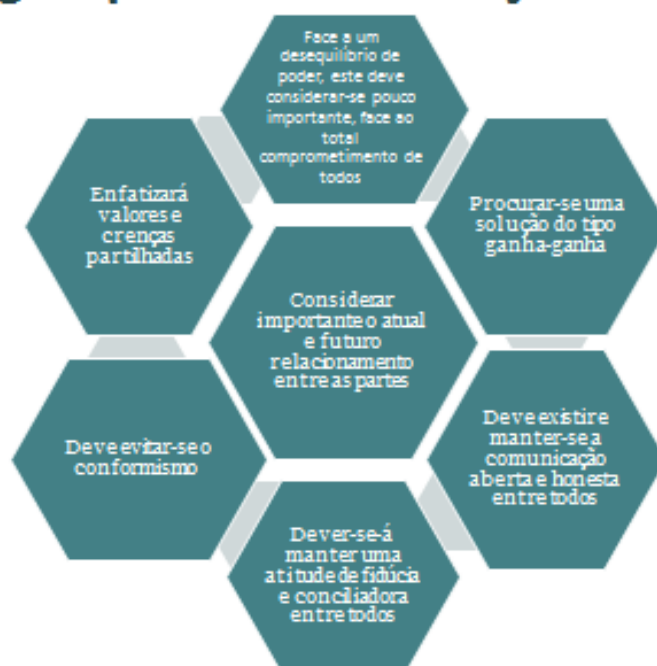 Face a um
desequilíbrio de
poder, este deve
considerar-se pouco
importante, face ao
total
comprometimento de
todos
Enfatizará
valores e
crenças
partilhadas
Procurar-se uma
solução do tipo
ganha-ganha
Considerar
importante o atual
e futuro
relacionamento
entre as partes
Deve evitar-se o
conformismo
Deve existir e
manter-se a
comunicação
aberta e honesta
entre todos
Dever-se-á
manter uma
atitude de fidúcia
e conciliadora
entre todos